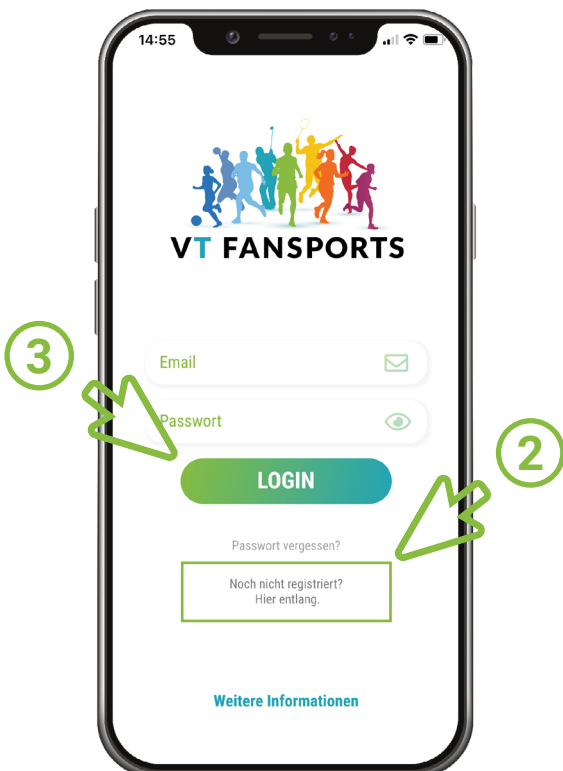 14:55
VT FANSPORTS
3
Email
Passwort
2
LOGIN
Passwort vergessen?
Noch nicht registriert?
Hier entlang.
Weitere Informationen